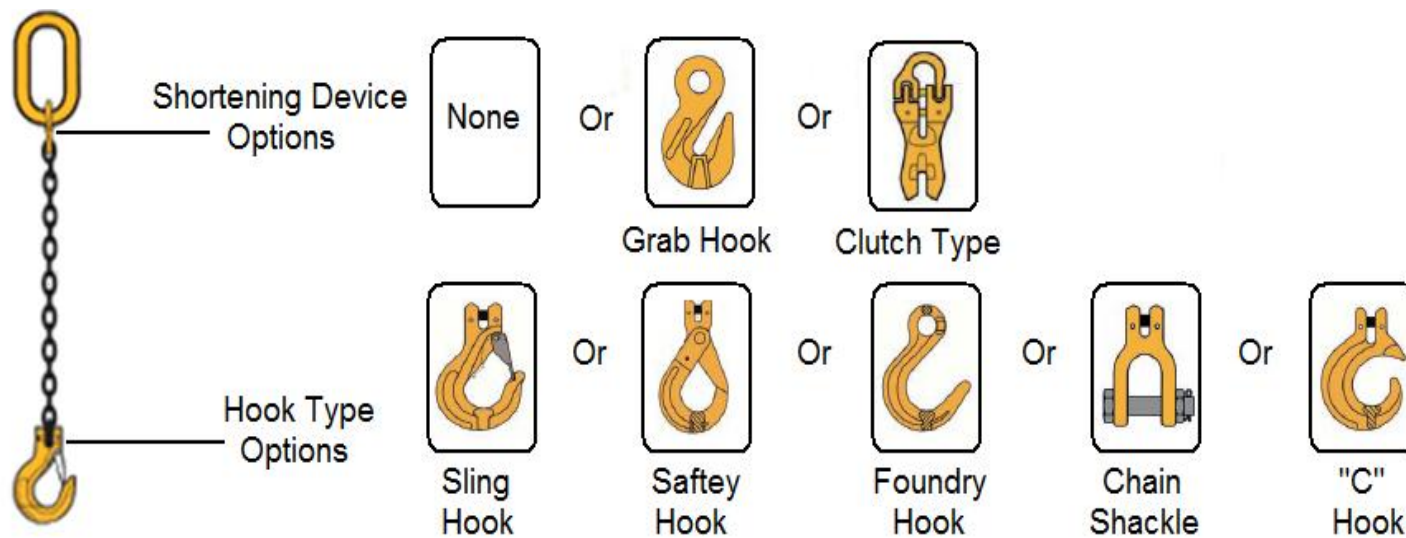 Shortening Device
Options
None
Or
Or
Grab Hook
Clutch Type
Hook Type
Options
Or
Or
Or
Or
Sling
Hook
Saftey
Hook
Foundry
Hook
Chain
Shackle
"C"
Hook